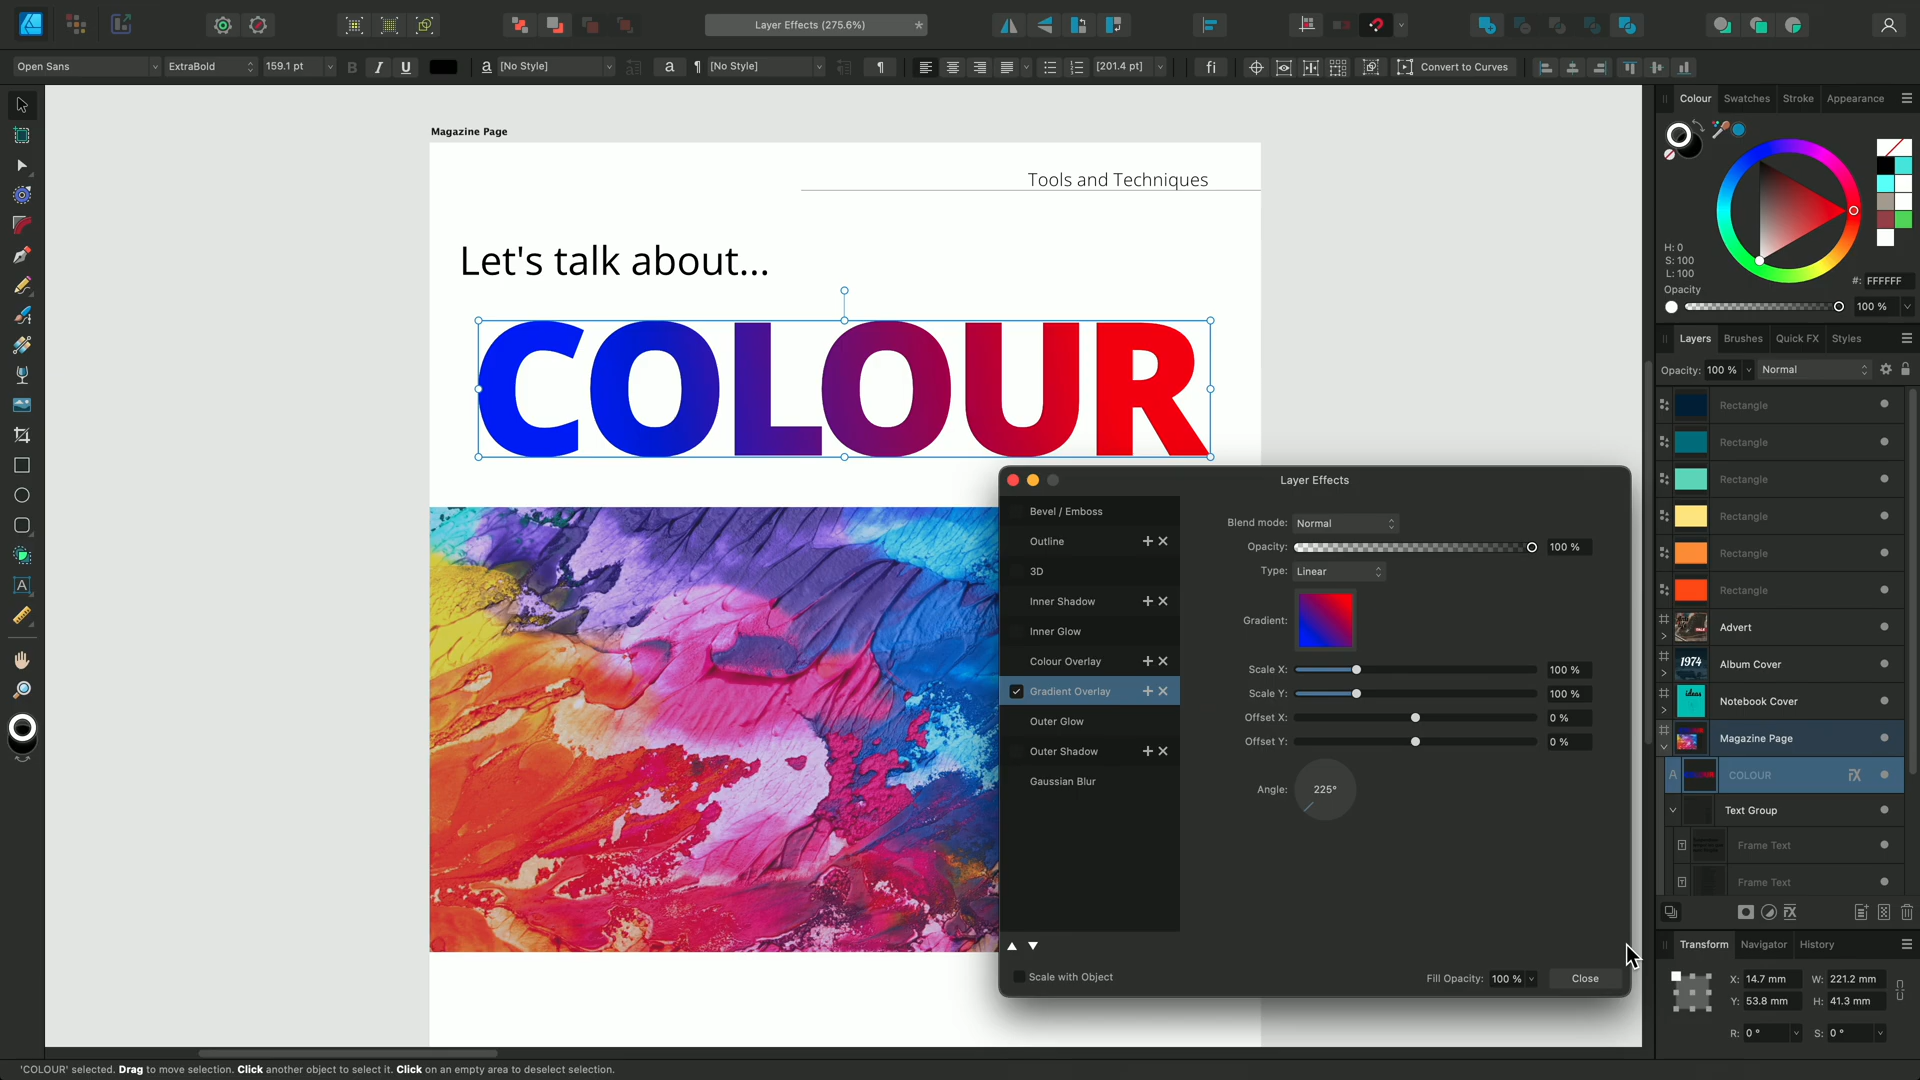 Layer Effects (275.6%)
*
Open Sans
ExtraBold
159.1 pt
B I U
a [No Style]
a
¶ [No Style]
¶
[201.4 pt]
fi
Convert to Curves
Magazine Page
Tools and Techniques
Let's talk about...
COLOUR
Layer Effects
Bevel / Emboss
Outline
3D
Inner Shadow
Inner Glow
Colour Overlay
Gradient Overlay
Outer Glow
Outer Shadow
Gaussian Blur
Scale with Object
Blend mode: Normal
Opacity: 100 %
Type: Linear
Gradient:
Scale X: 100 %
Scale Y: 100 %
Offset X: 0 %
Offset Y: 0 %
Angle: 225°
Fill Opacity: 100 %
Close
Colour Swatches Stroke Appearance
H: 0
S: 100
L: 100
#: FFFFFF
Opacity
100 %
Layers Brushes Quick FX Styles
Opacity: 100 % Normal
Rectangle
Rectangle
Rectangle
Rectangle
Rectangle
Rectangle
Advert
1974 Album Cover
ideas Notebook Cover
Magazine Page
A COLOUR FX
Text Group
Frame Text
Frame Text
Transform Navigator History
X: 14.7 mm W: 221.2 mm
Y: 53.8 mm H: 41.3 mm
R: 0 ° S: 0 °
'COLOUR' selected. Drag to move selection. Click another object to select it. Click on an empty area to deselect selection.